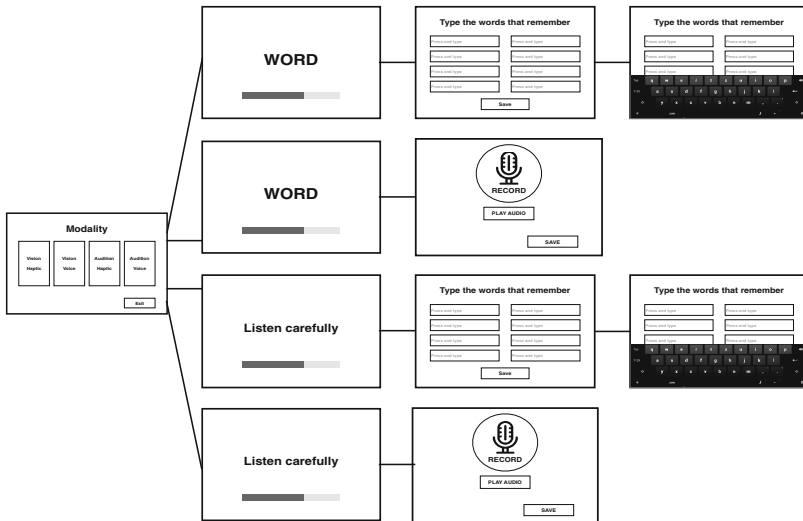 WORD
Type the words that remember
Press and type Press and type
Press and type Press and type
Press and type Press and type
Press and type Press and type
Save
Type the words that remember
Press and type Press and type
Press and type Press and type
Press and type Press and type
q w e r t z u i o p
a s d f g h j k l
y x c v b n m
WORD
RECORD
PLAY AUDIO
SAVE
Modality
Vision Haptic
Vision Voice
Audition Haptic
Audition Voice
Exit
Listen carefully
Type the words that remember
Press and type Press and type
Press and type Press and type
Press and type Press and type
Press and type Press and type
Save
Type the words that remember
Press and type Press and type
Press and type Press and type
Press and type Press and type
q w e r t z u i o p
a s d f g h j k l
y x c v b n m
Listen carefully
RECORD
PLAY AUDIO
SAVE